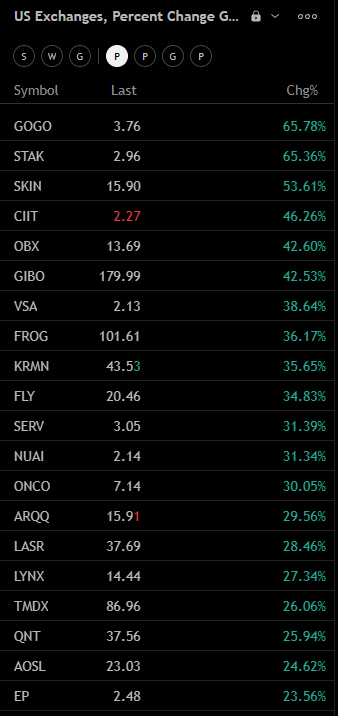 US Exchanges, Percent Change G...
S W G P P G P
Symbol Last Chg%
GOGO 3.76 65.78%
STAK 2.96 65.36%
SKIN 15.90 53.61%
CIIT 2.27 46.26%
OBX 13.69 42.60%
GIBO 179.99 42.53%
VSA 2.13 38.64%
FROG 101.61 36.17%
KRMN 43.53 35.65%
FLY 20.46 34.83%
SERV 3.05 31.39%
NUAI 2.14 31.34%
ONCO 7.14 30.05%
ARQQ 15.91 29.56%
LASR 37.69 28.46%
LYNX 14.44 27.34%
TMDX 86.96 26.06%
QNT 37.56 25.94%
AOSL 23.03 24.62%
EP 2.48 23.56%